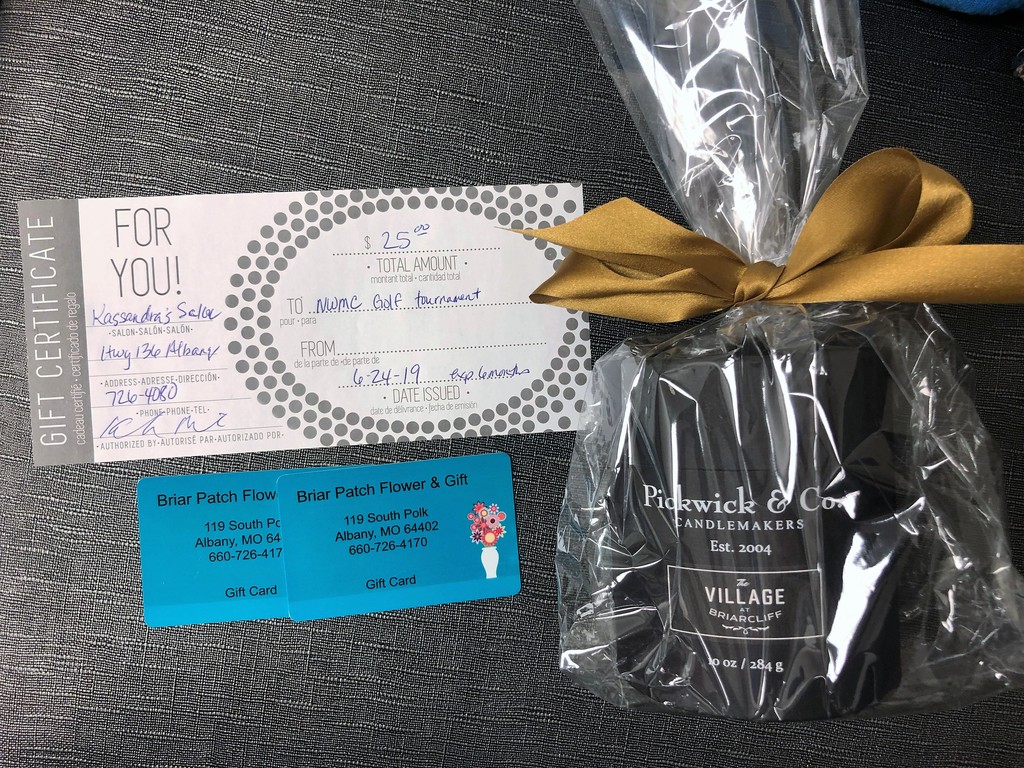 GIFT CERTIFICATE
cadeau certifié • certificado de regalo
FOR
YOU!
Kassandra's Salon
•SALON•SALÓN•SALÓN•
Hwy 136 Albany
•ADDRESS•ADRESSE•DIRECCIÓN•
726-4080
•PHONE•PHONE•TEL•
•AUTHORIZED BY•AUTORISÉ PAR•AUTORIZADO POR•
$ 25.00
• TOTAL AMOUNT •
montant total • cantidad total
TO NWMC Golf tournament
pour • para
FROM
de la parte de • de parte de
6-24-19 exp. 6 months
• DATE ISSUED •
date de délivrance • fecha de emisión
Briar Patch Flow
119 South Po
Albany, MO 64
660-726-417
Gift Card
Briar Patch Flower & Gift
119 South Polk
Albany, MO 64402
660-726-4170
Gift Card
Pickwick & Co.
CANDLEMAKERS
Est. 2004
The
VILLAGE
AT
BRIARCLIFF
10 oz / 284 g